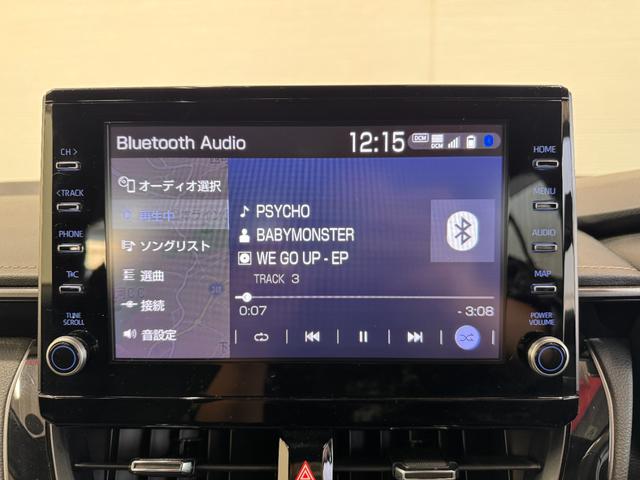 Bluetooth Audio
12:15
DCM
DCM
オーディオ選択
再生中
ソングリスト
選曲
接続
音設定
PSYCHO
BABYMONSTER
WE GO UP - EP
TRACK 3
0:07
- 3:08
CH >
< TRACK
PHONE
TUNE
SCROLL
HOME
MENU
AUDIO
MAP
POWER
VOLUME